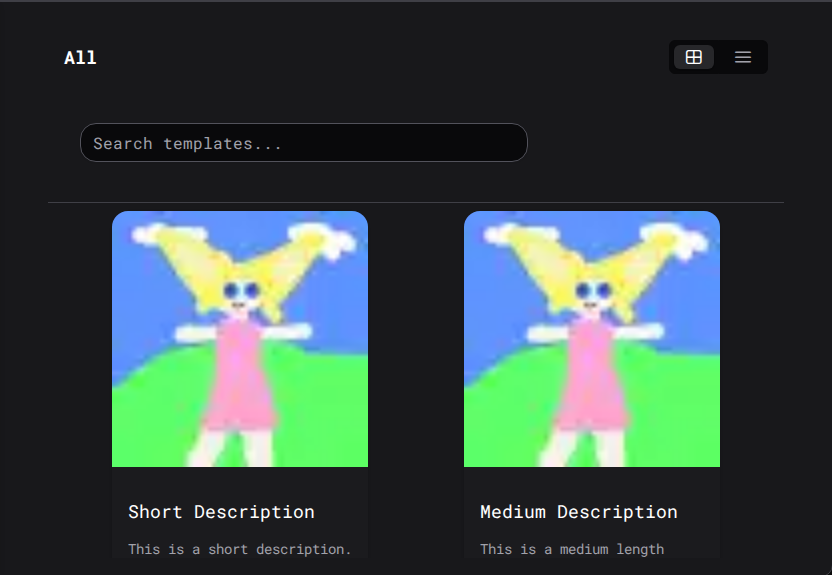 All
Search templates...
Short Description
Medium Description
This is a short description.
This is a medium length